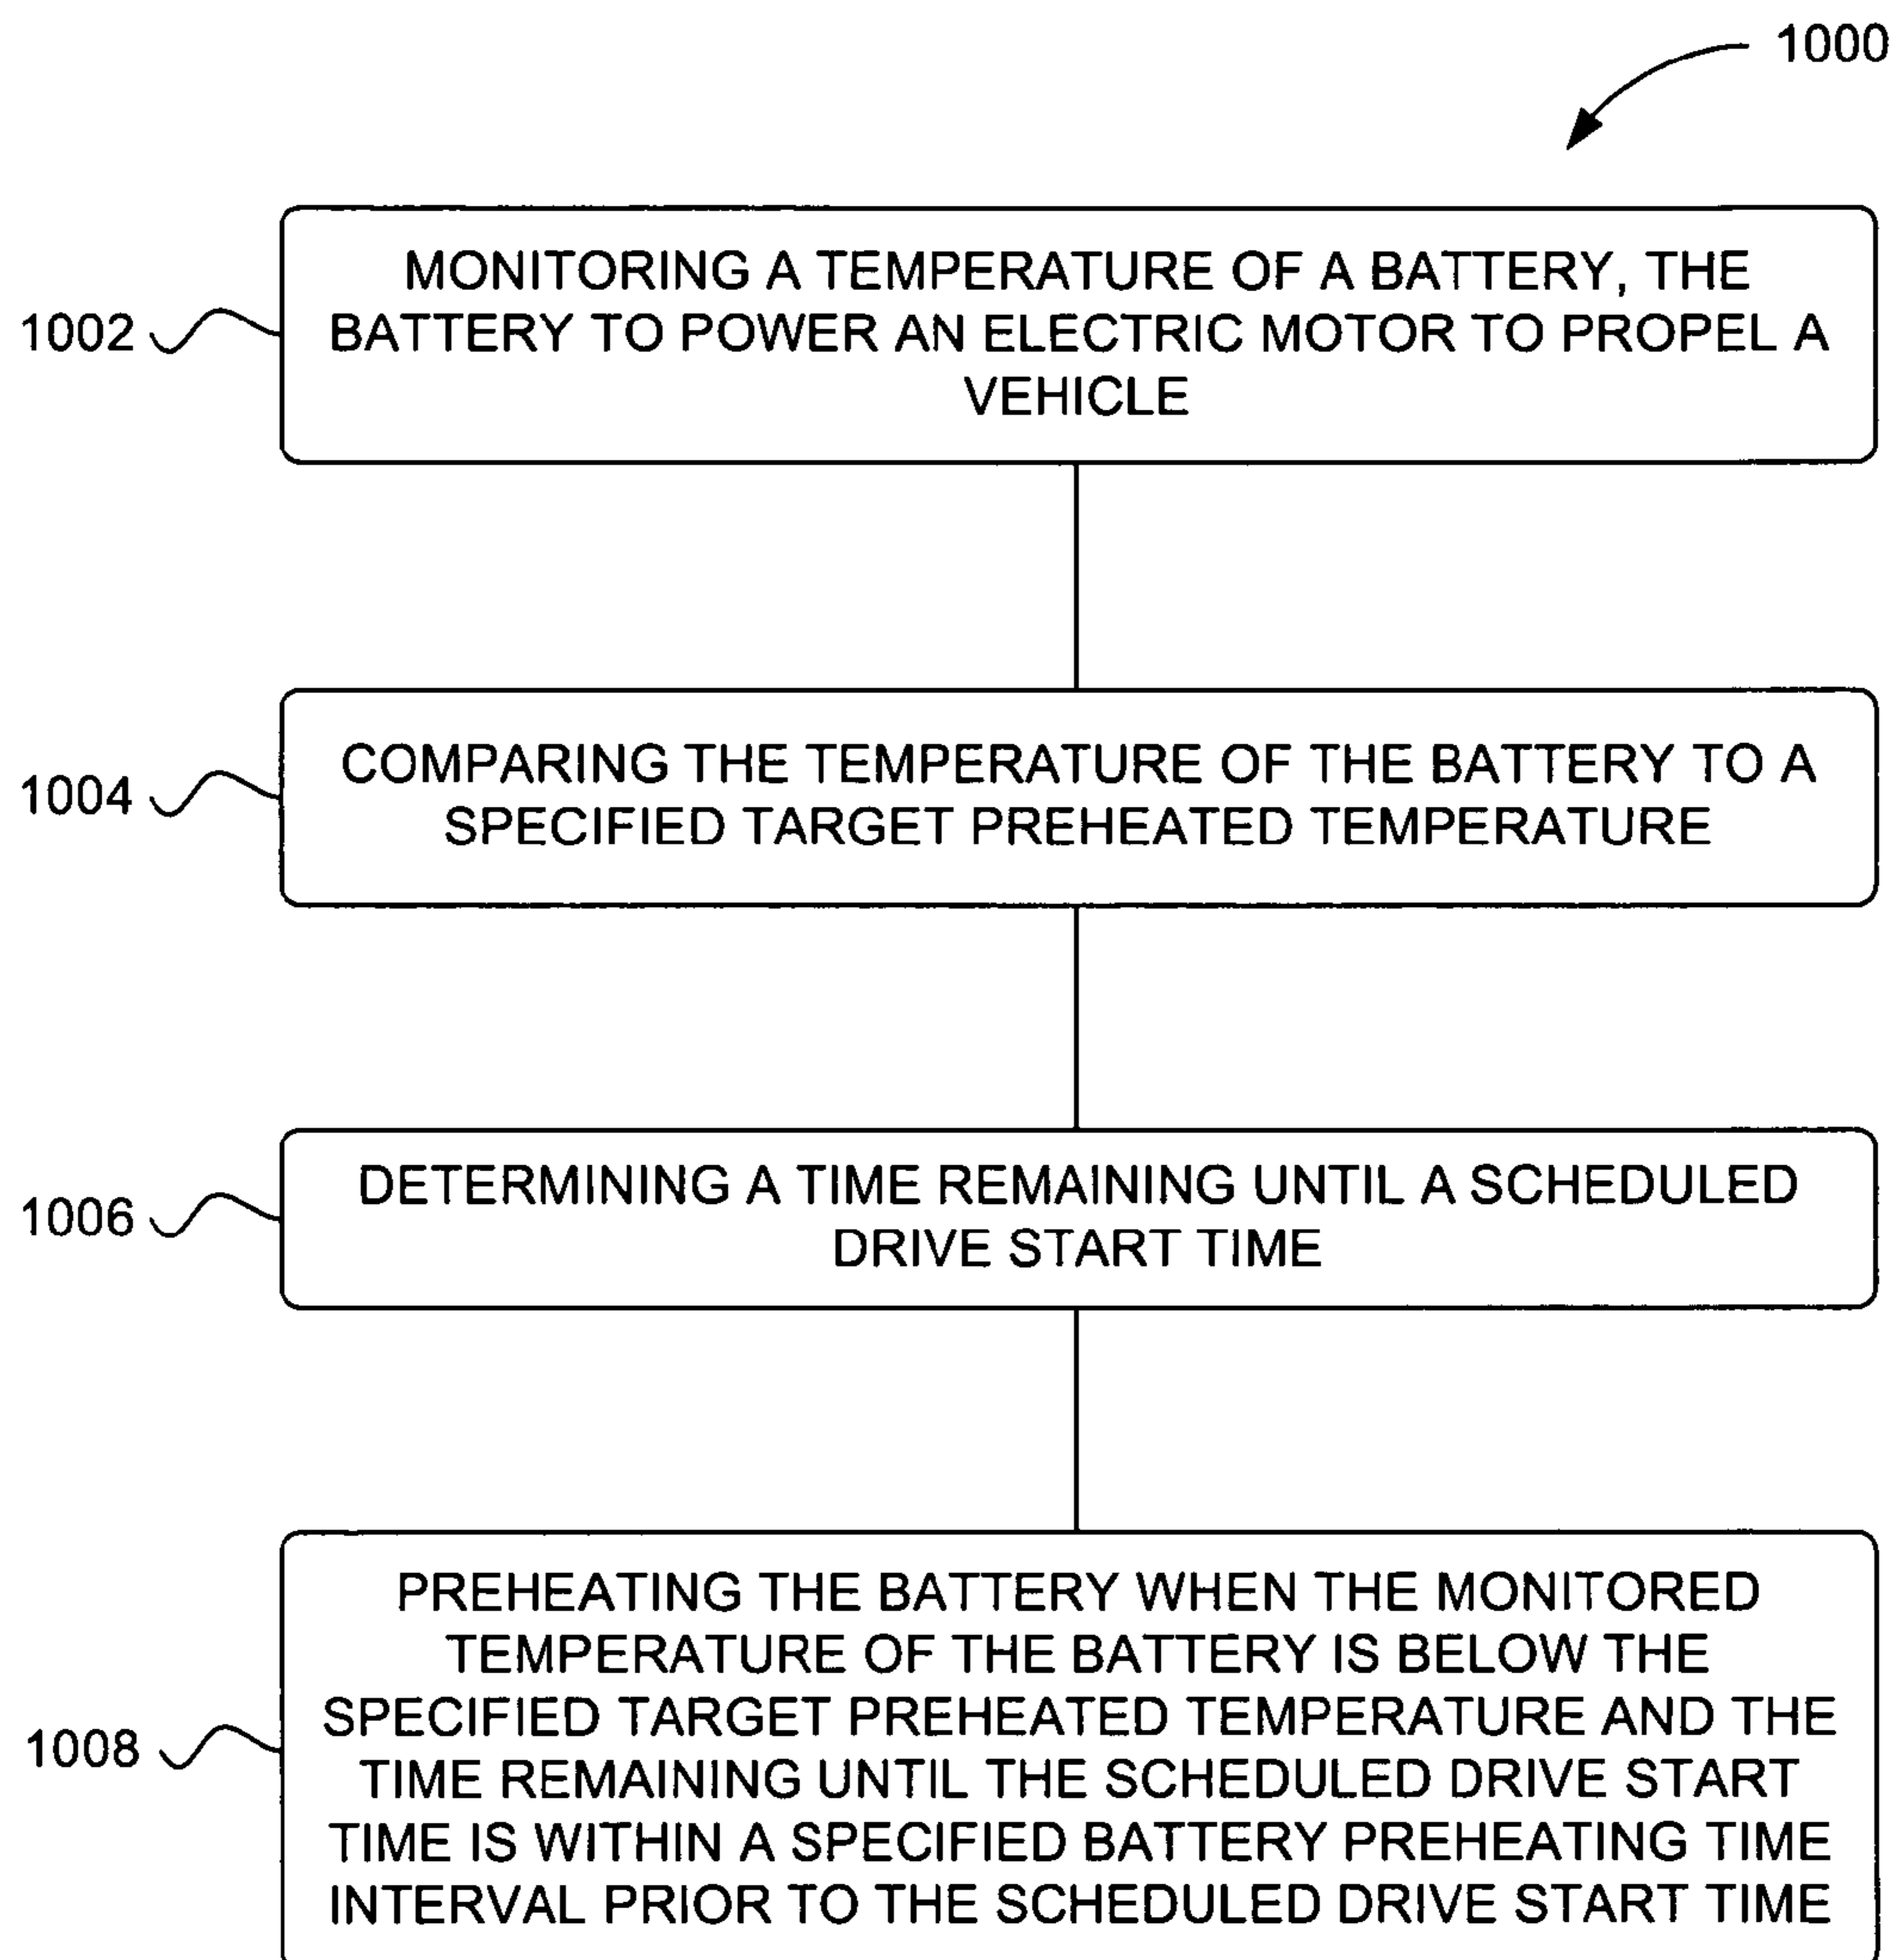 1000
MONITORING A TEMPERATURE OF A BATTERY, THE
BATTERY TO POWER AN ELECTRIC MOTOR TO PROPEL A
VEHICLE
1002
COMPARING THE TEMPERATURE OF THE BATTERY TO A
SPECIFIED TARGET PREHEATED TEMPERATURE
1004
DETERMINING A TIME REMAINING UNTIL A SCHEDULED
DRIVE START TIME
1006
PREHEATING THE BATTERY WHEN THE MONITORED
TEMPERATURE OF THE BATTERY IS BELOW THE
SPECIFIED TARGET PREHEATED TEMPERATURE AND THE
TIME REMAINING UNTIL THE SCHEDULED DRIVE START
TIME IS WITHIN A SPECIFIED BATTERY PREHEATING TIME
INTERVAL PRIOR TO THE SCHEDULED DRIVE START TIME
1008